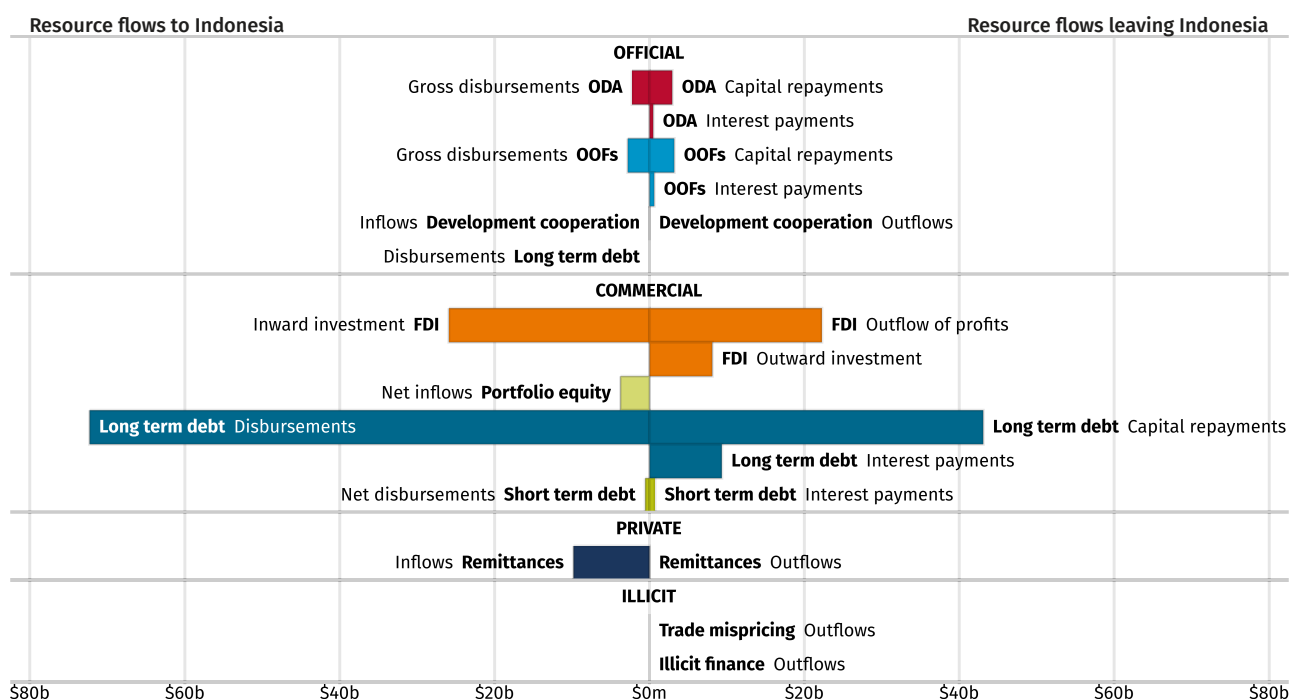 Resource flows to Indonesia Resource flows leaving Indonesia
OFFICIAL
Gross disbursements ODA ODA Capital repayments
ODA Interest payments
Gross disbursements OOFs OOFs Capital repayments
OOFs Interest payments
Inflows Development cooperation Development cooperation Outflows
Disbursements Long term debt
COMMERCIAL
Inward investment FDI FDI Outflow of profits
FDI Outward investment
Net inflows Portfolio equity
Long term debt Disbursements Long term debt Capital repayments
Long term debt Interest payments
Net disbursements Short term debt Short term debt Interest payments
PRIVATE
Inflows Remittances Remittances Outflows
ILLICIT
Trade mispricing Outflows
Illicit finance Outflows
$80b $60b $40b $20b $0m $20b $40b $60b $80b